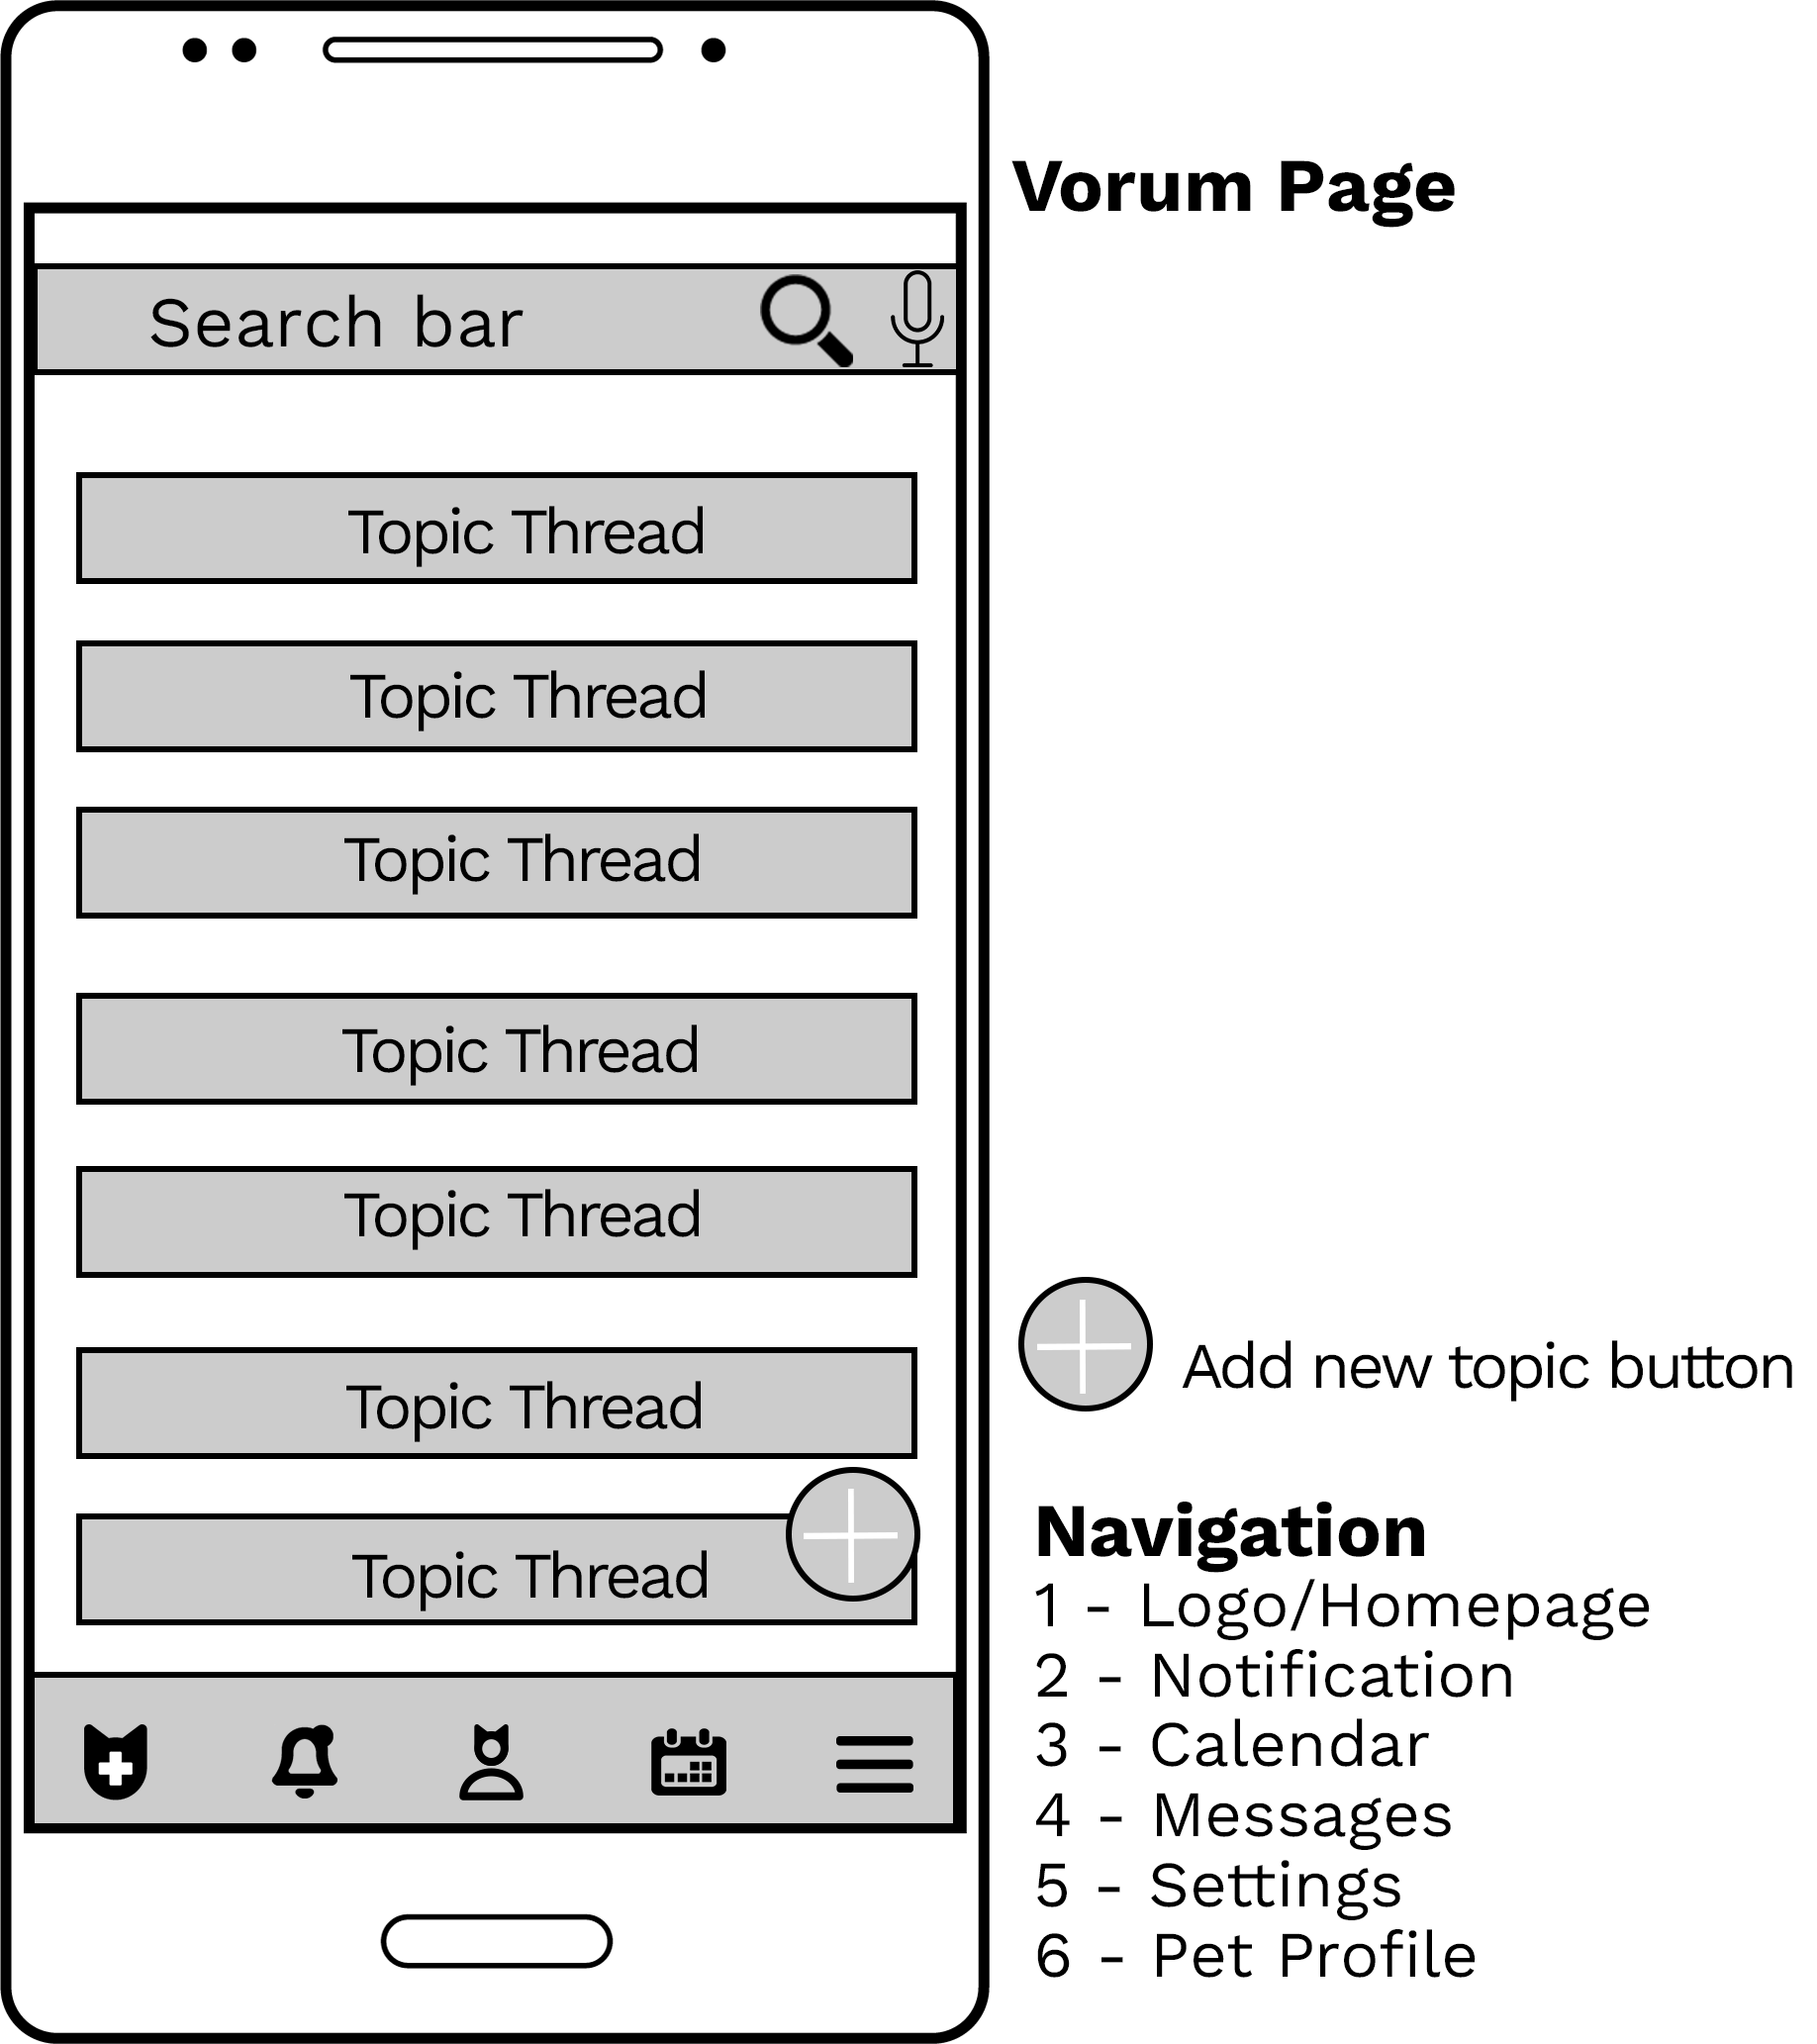 Vorum Page
Search bar
Topic Thread
Topic Thread
Topic Thread
Topic Thread
Topic Thread
Topic Thread
Topic Thread
Add new topic button
Navigation
1 - Logo/Homepage
2 - Notification
3 - Calendar
4 - Messages
5 - Settings
6 - Pet Profile